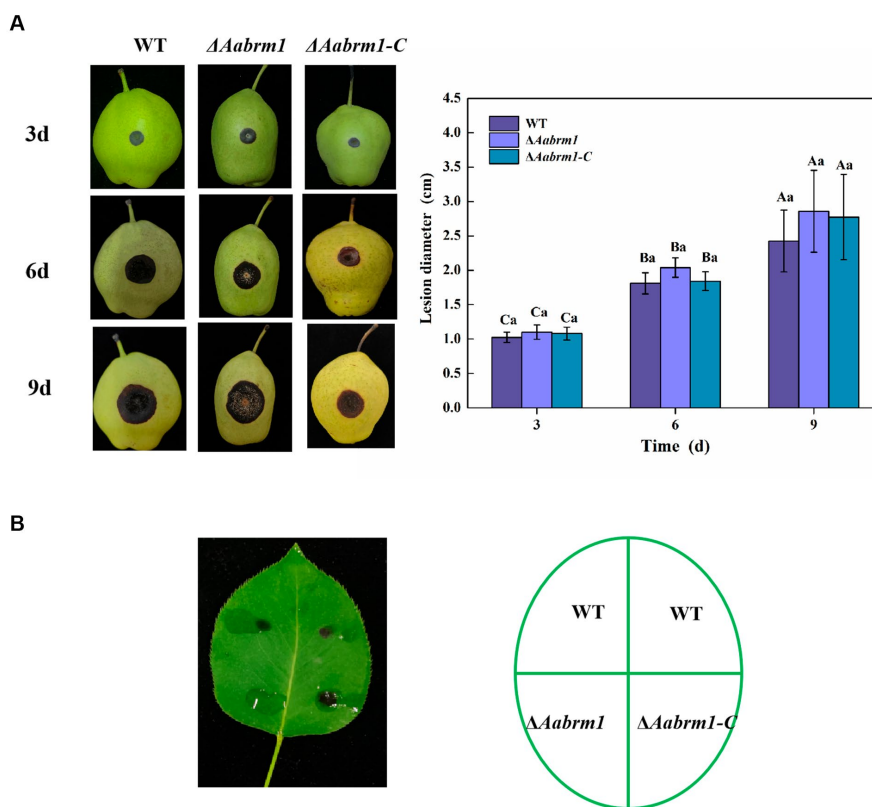 A
WT ΔAabrm1 ΔAabrm1-C
3d
6d
9d
Lesion diameter (cm)
4.5
4.0
3.5
3.0
2.5
2.0
1.5
1.0
0.5
0.0
WT
ΔAabrm1
ΔAabrm1-C
Ca Ca Ca
Ba Ba Ba
Aa Aa Aa
3 6 9
Time (d)
B
WT WT
ΔAabrm1 ΔAabrm1-C